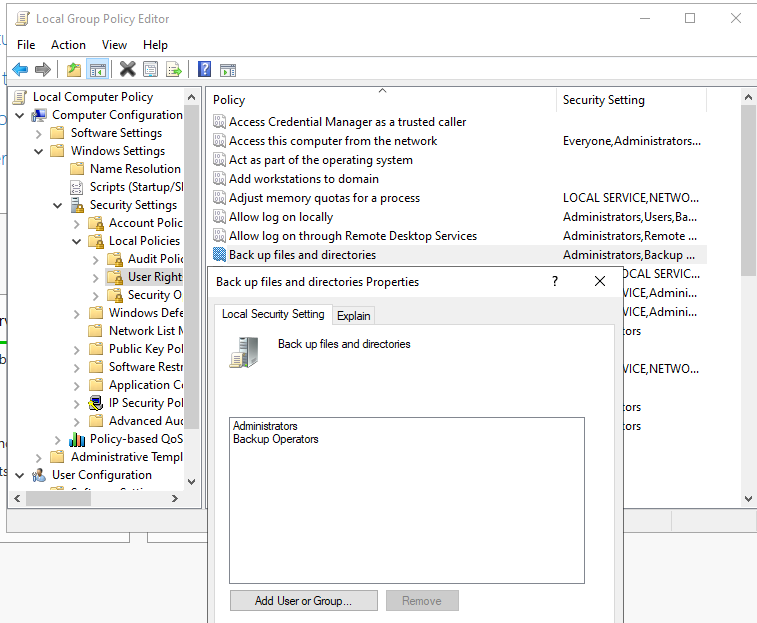 Local Group Policy Editor
File Action View Help
Local Computer Policy
Computer Configuration
Software Settings
Windows Settings
Name Resolution
Scripts (Startup/Sh
Security Settings
Account Polic
Local Policies
Audit Polic
User Rights
Security O
Windows Defe
Network List M
Public Key Pol
Software Restr
Application Co
IP Security Pol
Advanced Aud
Policy-based QoS
Administrative Templ
User Configuration
Policy Security Setting
Access Credential Manager as a trusted caller
Access this computer from the network Everyone,Administrators...
Act as part of the operating system
Add workstations to domain
Adjust memory quotas for a process LOCAL SERVICE,NETWO...
Allow log on locally Administrators,Users,Ba...
Allow log on through Remote Desktop Services Administrators,Remote ...
Back up files and directories Administrators,Backup ...
OCAL SERVIC...
VICE,Admini...
VICE,Admini...
ors
VICE,NETWO...
ors
ors
Back up files and directories Properties
Local Security Setting Explain
Back up files and directories
Administrators
Backup Operators
Add User or Group... Remove